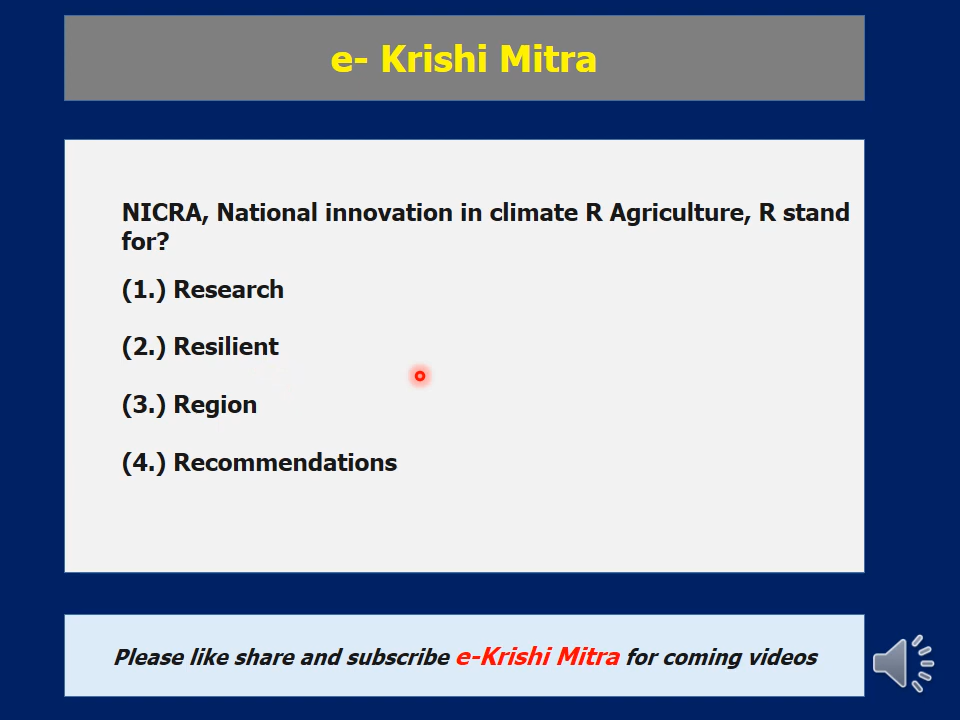 e- Krishi Mitra
NICRA, National innovation in climate R Agriculture, R stand
for?
(1.) Research
(2.) Resilient
(3.) Region
(4.) Recommendations
Please like share and subscribe e-Krishi Mitra for coming videos